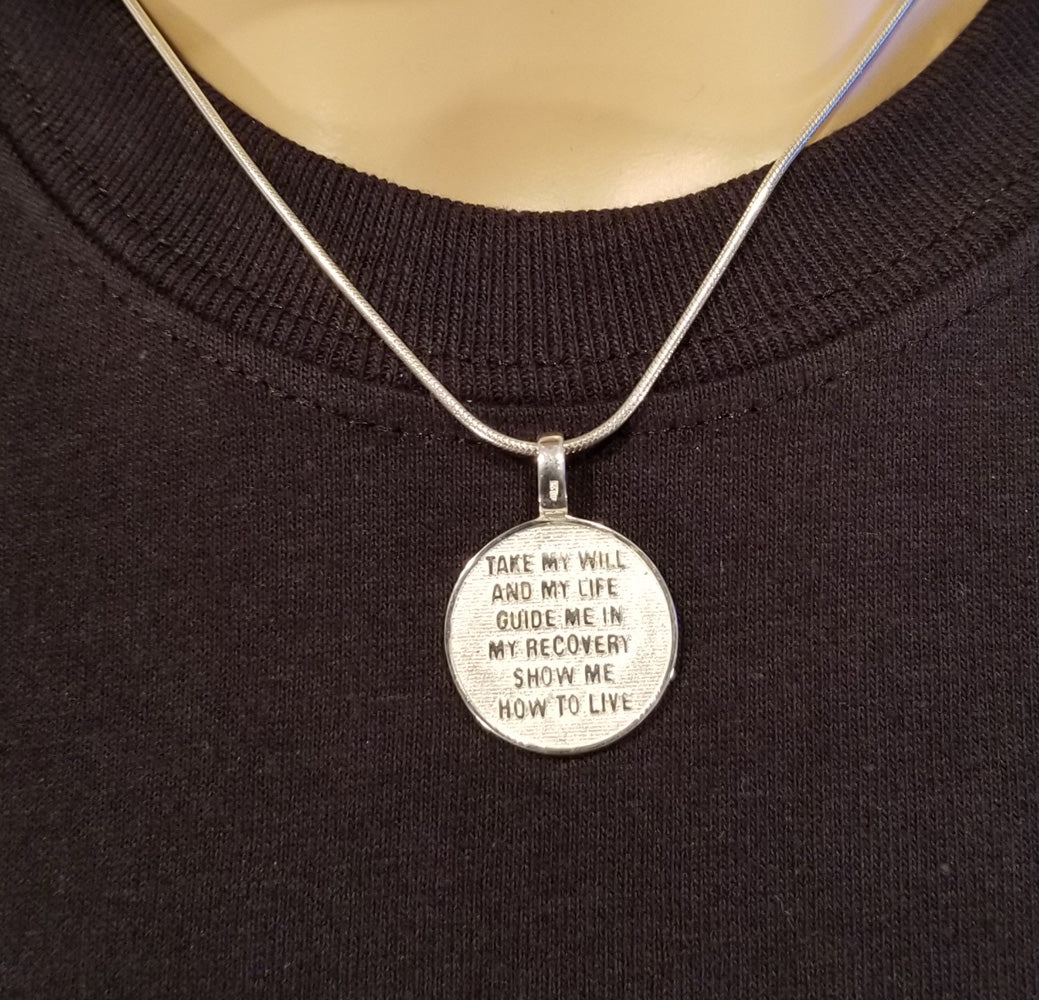 TAKE MY WILL
AND MY LIFE
GUIDE ME IN
MY RECOVERY
SHOW ME
HOW TO LIVE